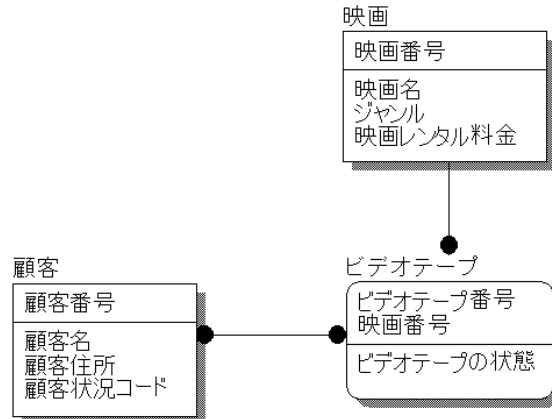 映画
映画番号
映画名
ジャンル
映画レンタル料金
顧客
顧客番号
顧客名
顧客住所
顧客状況コード
ビデオテープ
ビデオテープ番号
映画番号
ビデオテープの状態